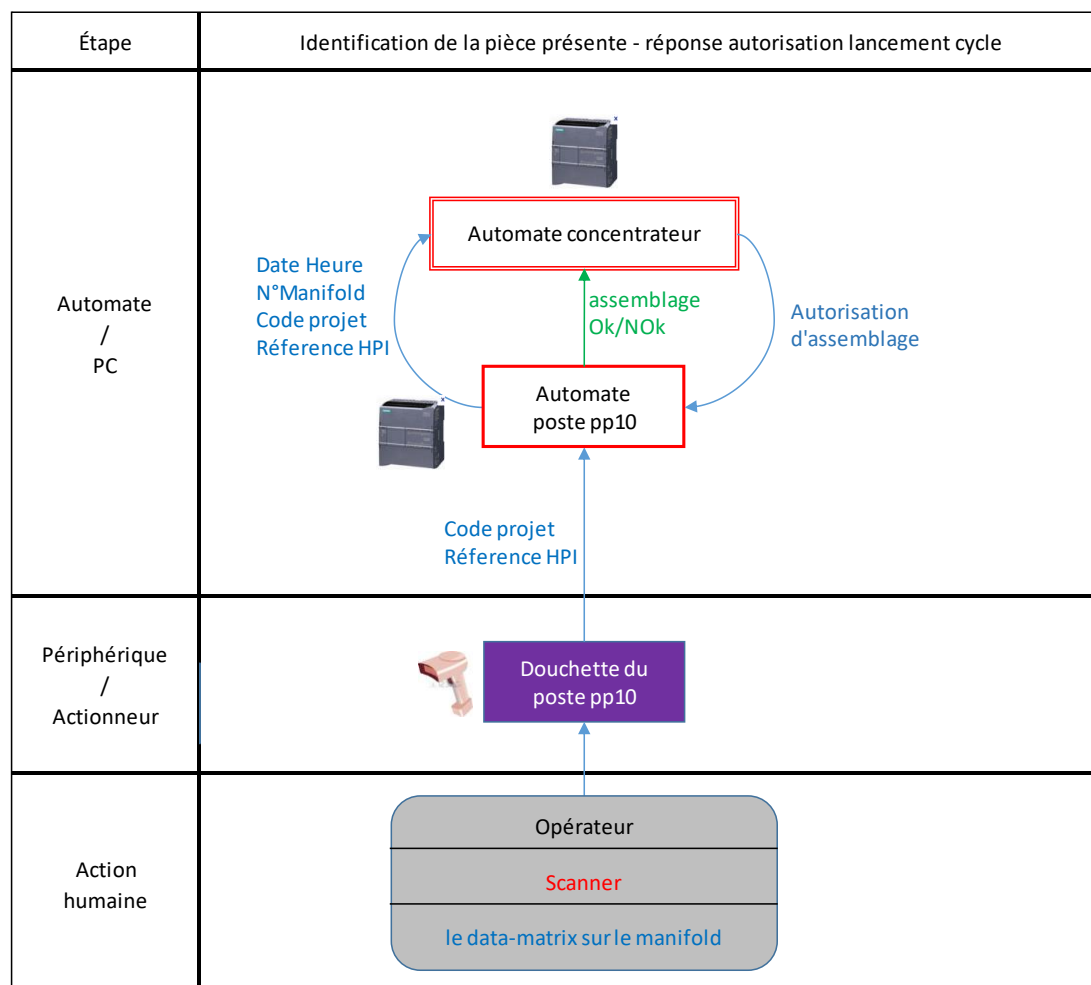 Étape
Identification de la pièce présente - réponse autorisation lancement cycle
Automate
/
PC
Automate concentrateur
Date Heure
N°Manifold
Code projet
Réference HPI
assemblage
Ok/NOk
Autorisation
d'assemblage
Automate
poste pp10
Code projet
Réference HPI
Périphérique
/
Actionneur
Douchette du
poste pp10
Action
humaine
Opérateur
Scanner
le data-matrix sur le manifold